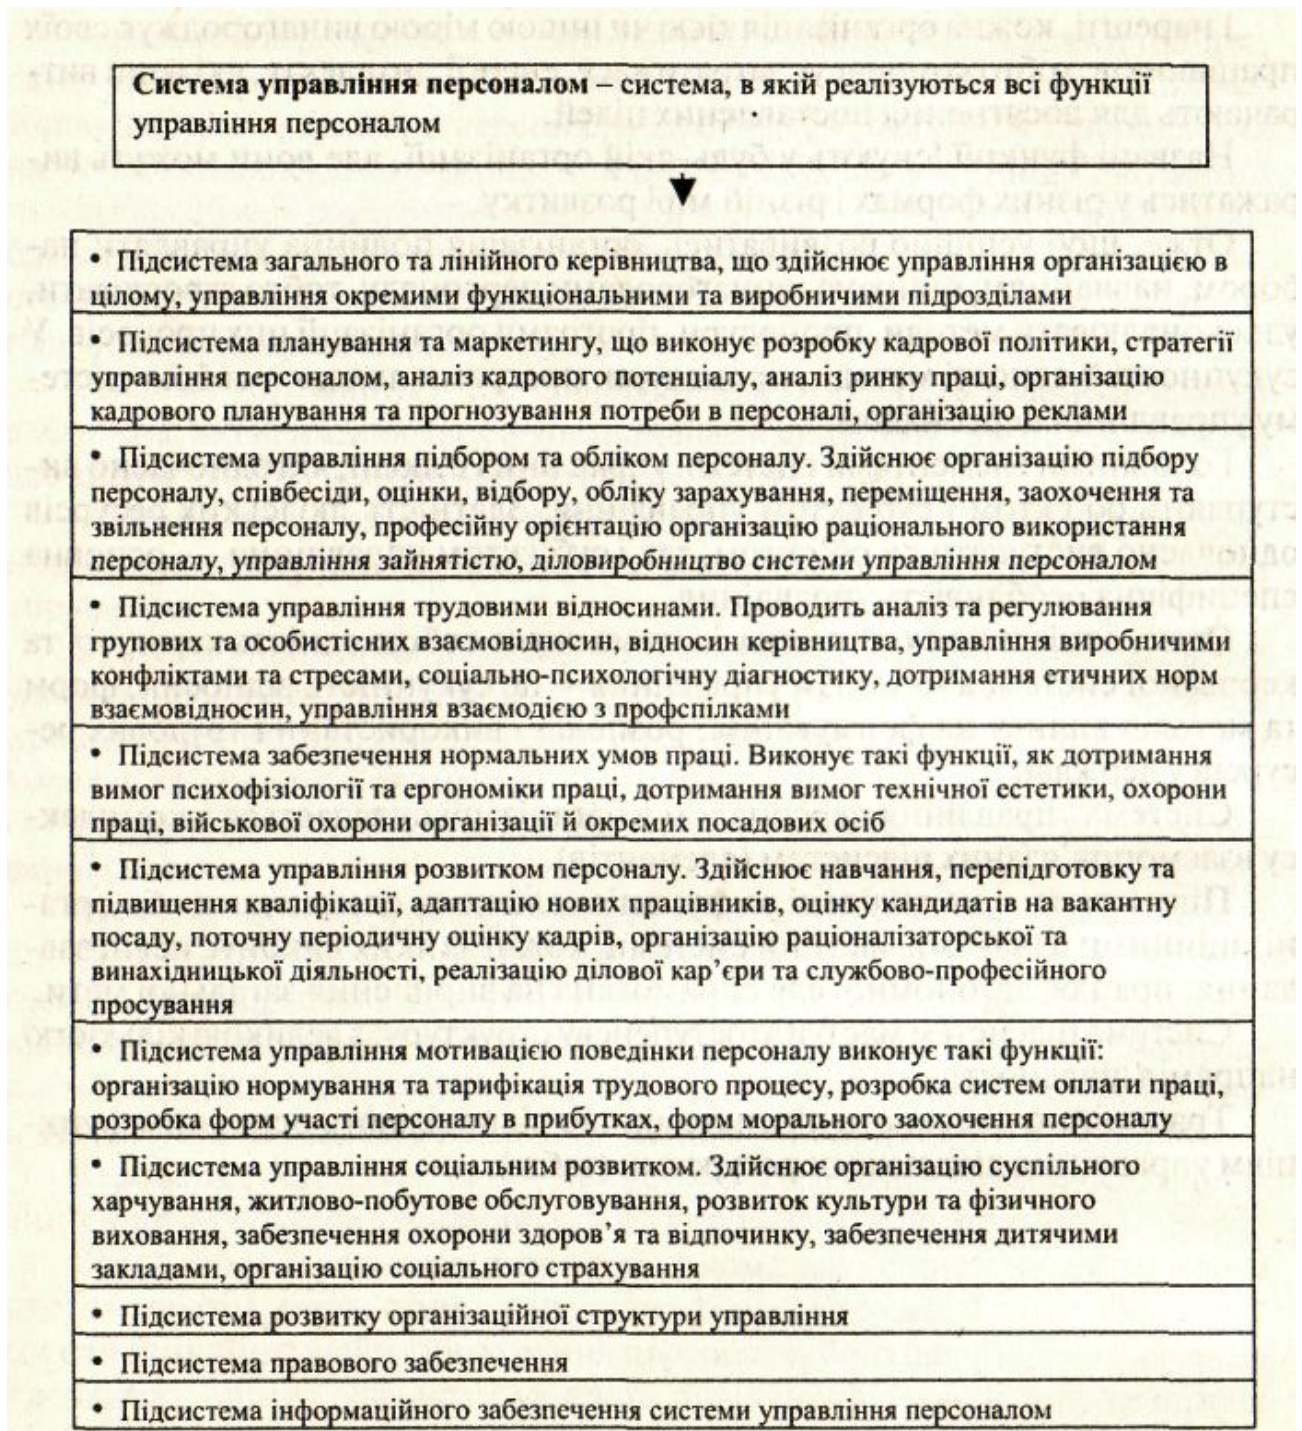 Система управління персоналом – система, в якій реалізуються всі функції
управління персоналом
• Підсистема загального та лінійного керівництва, що здійснює управління організацією в
цілому, управління окремими функціональними та виробничими підрозділами
• Підсистема планування та маркетингу, що виконує розробку кадрової політики, стратегії
управління персоналом, аналіз кадрового потенціалу, аналіз ринку праці, організацію
кадрового планування та прогнозування потреби в персоналі, організацію реклами
• Підсистема управління підбором та обліком персоналу. Здійснює організацію підбору
персоналу, співбесіди, оцінки, відбору, обліку зарахування, переміщення, заохочення та
звільнення персоналу, професійну орієнтацію організацію раціонального використання
персоналу, управління зайнятістю, діловиробництво системи управління персоналом
• Підсистема управління трудовими відносинами. Проводить аналіз та регулювання
групових та особистісних взаємовідносин, відносин керівництва, управління виробничими
конфліктами та стресами, соціально-психологічну діагностику, дотримання етичних норм
взаємовідносин, управління взаємодією з профспілками
• Підсистема забезпечення нормальних умов праці. Виконує такі функції, як дотримання
вимог психофізіології та ергономіки праці, дотримання вимог технічної естетики, охорони
праці, військової охорони організації й окремих посадових осіб
• Підсистема управління розвитком персоналу. Здійснює навчання, перепідготовку та
підвищення кваліфікації, адаптацію нових працівників, оцінку кандидатів на вакантну
посаду, поточну періодичну оцінку кадрів, організацію раціоналізаторської та
винахідницької діяльності, реалізацію ділової кар’єри та службово-професійного
просування
• Підсистема управління мотивацією поведінки персоналу виконує такі функції:
організацію нормування та тарифікація трудового процесу, розробка систем оплати праці,
розробка форм участі персоналу в прибутках, форм морального заохочення персоналу
• Підсистема управління соціальним розвитком. Здійснює організацію суспільного
харчування, житлово-побутове обслуговування, розвиток культури та фізичного
виховання, забезпечення охорони здоров’я та відпочинку, забезпечення дитячими
закладами, організацію соціального страхування
• Підсистема розвитку організаційної структури управління
• Підсистема правового забезпечення
• Підсистема інформаційного забезпечення системи управління персоналом